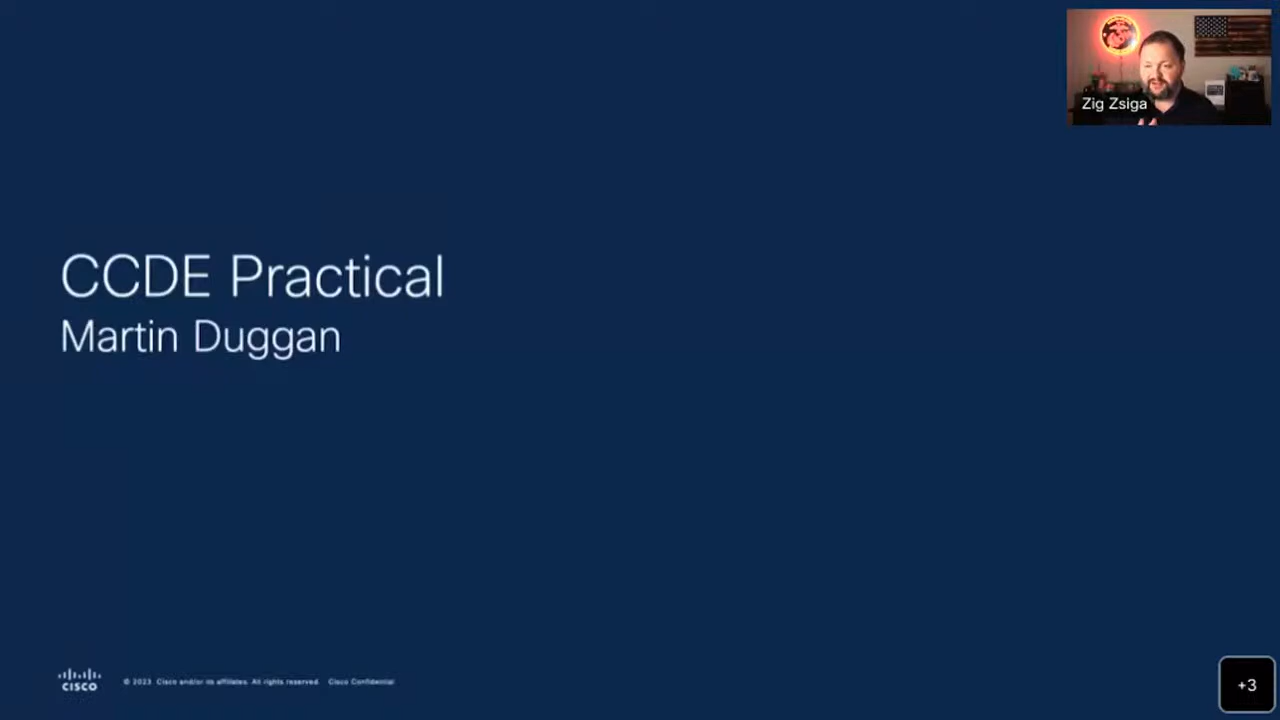 Zig Zsiga
CCDE Practical
Martin Duggan
CISCO
© 2023 Cisco and/or its affiliates. All rights reserved. Cisco Confidential
+3